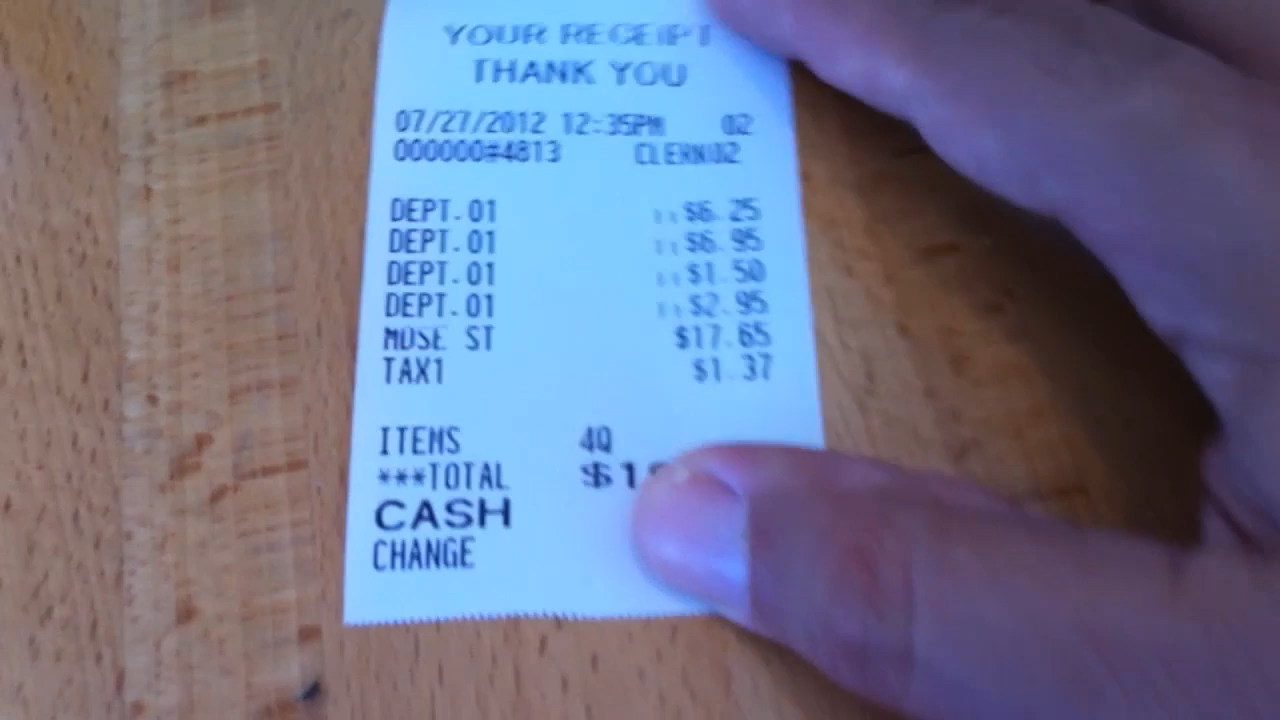 YOUR RECEIPT
THANK YOU
07/27/2012 12:35PM 02
000000#4813 CLERK02
DEPT.01 $6.25
DEPT.01 $6.95
DEPT.01 $1.50
DEPT.01 $2.95
MDSE ST $17.65
TAX1 $1.37
ITEMS 4Q
***TOTAL
CASH
CHANGE